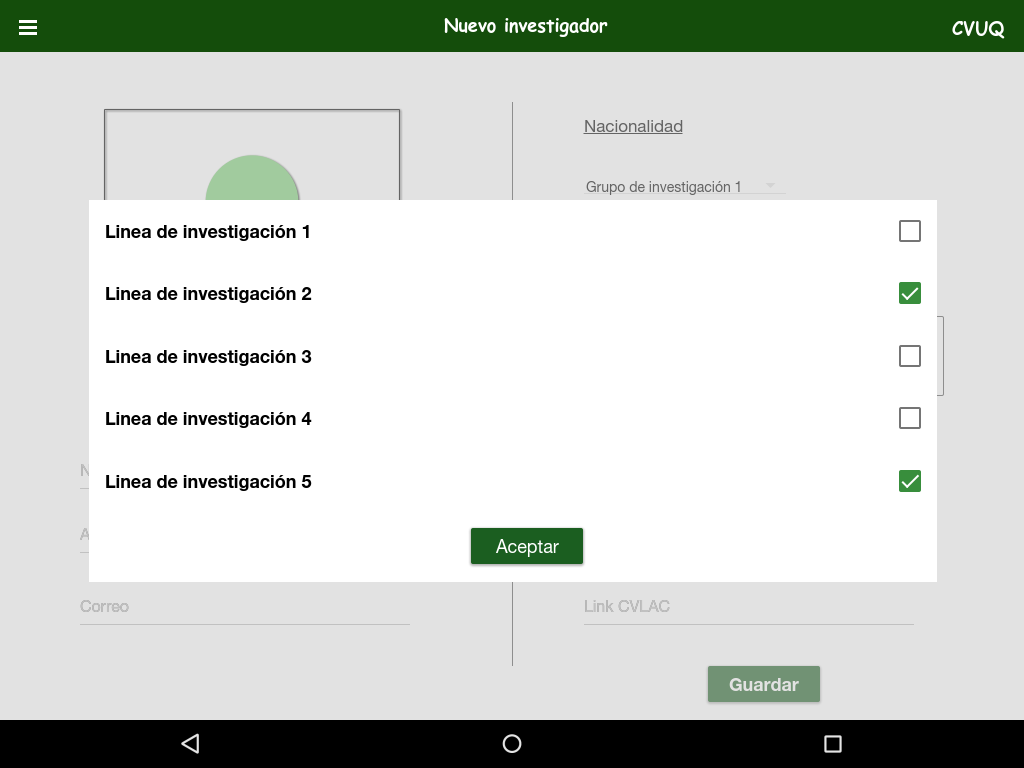 Nuevo investigador
CVUQ
Nacionalidad
Grupo de investigación 1
Linea de investigación 1
Linea de investigación 2
Linea de investigación 3
Linea de investigación 4
Linea de investigación 5
Aceptar
Correo
Link CVLAC
Guardar